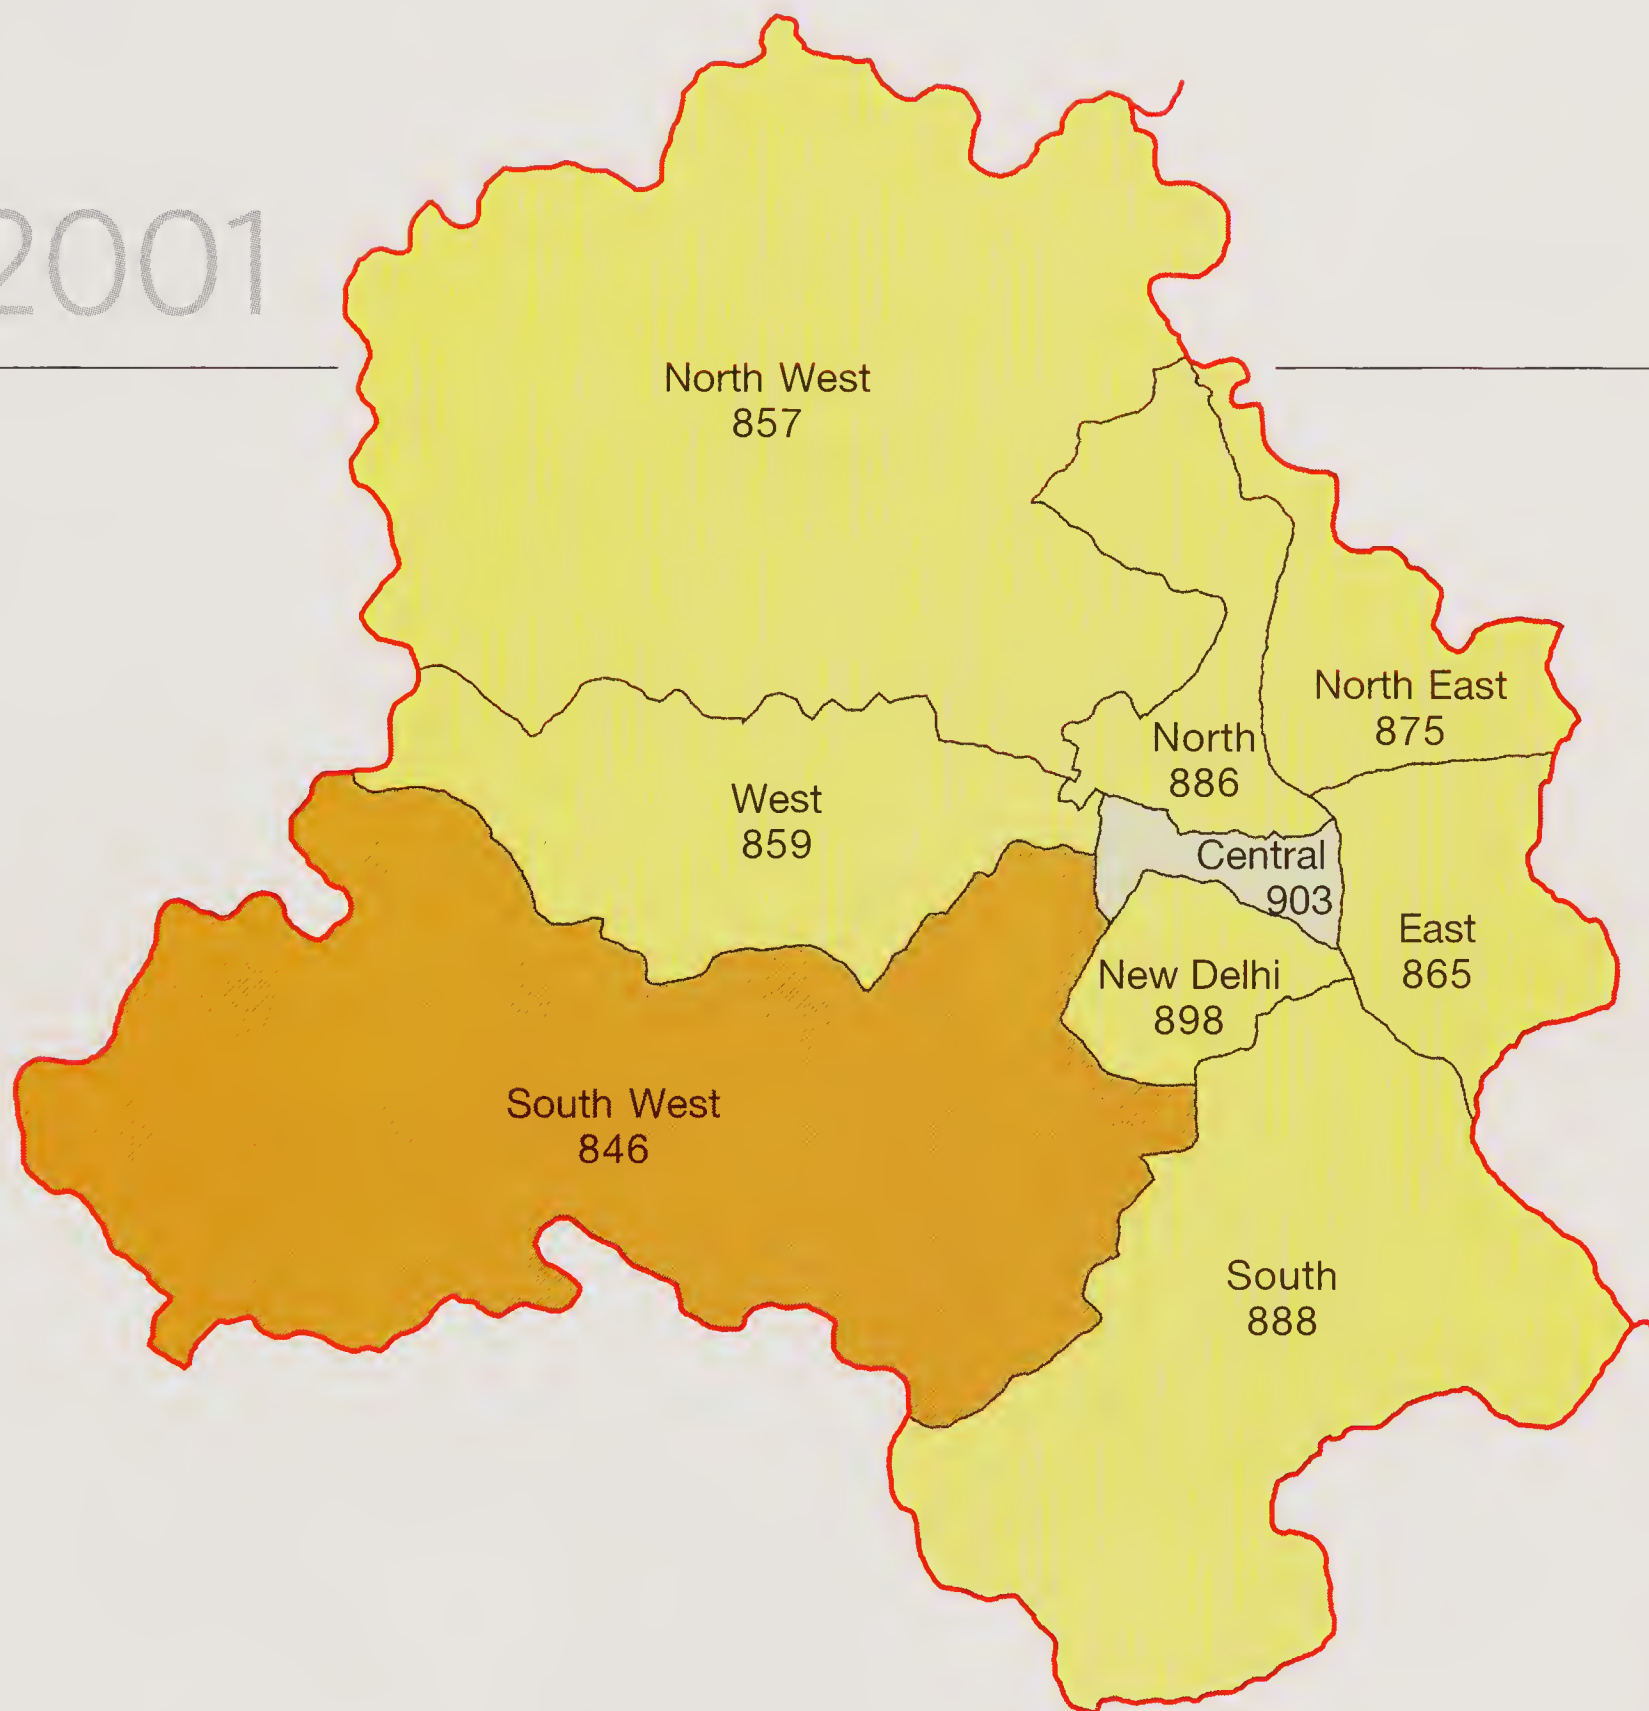 2001
North West
857
North East
875
North
886
West
859
Central
903
East
865
New Delhi
898
South West
846
South
888